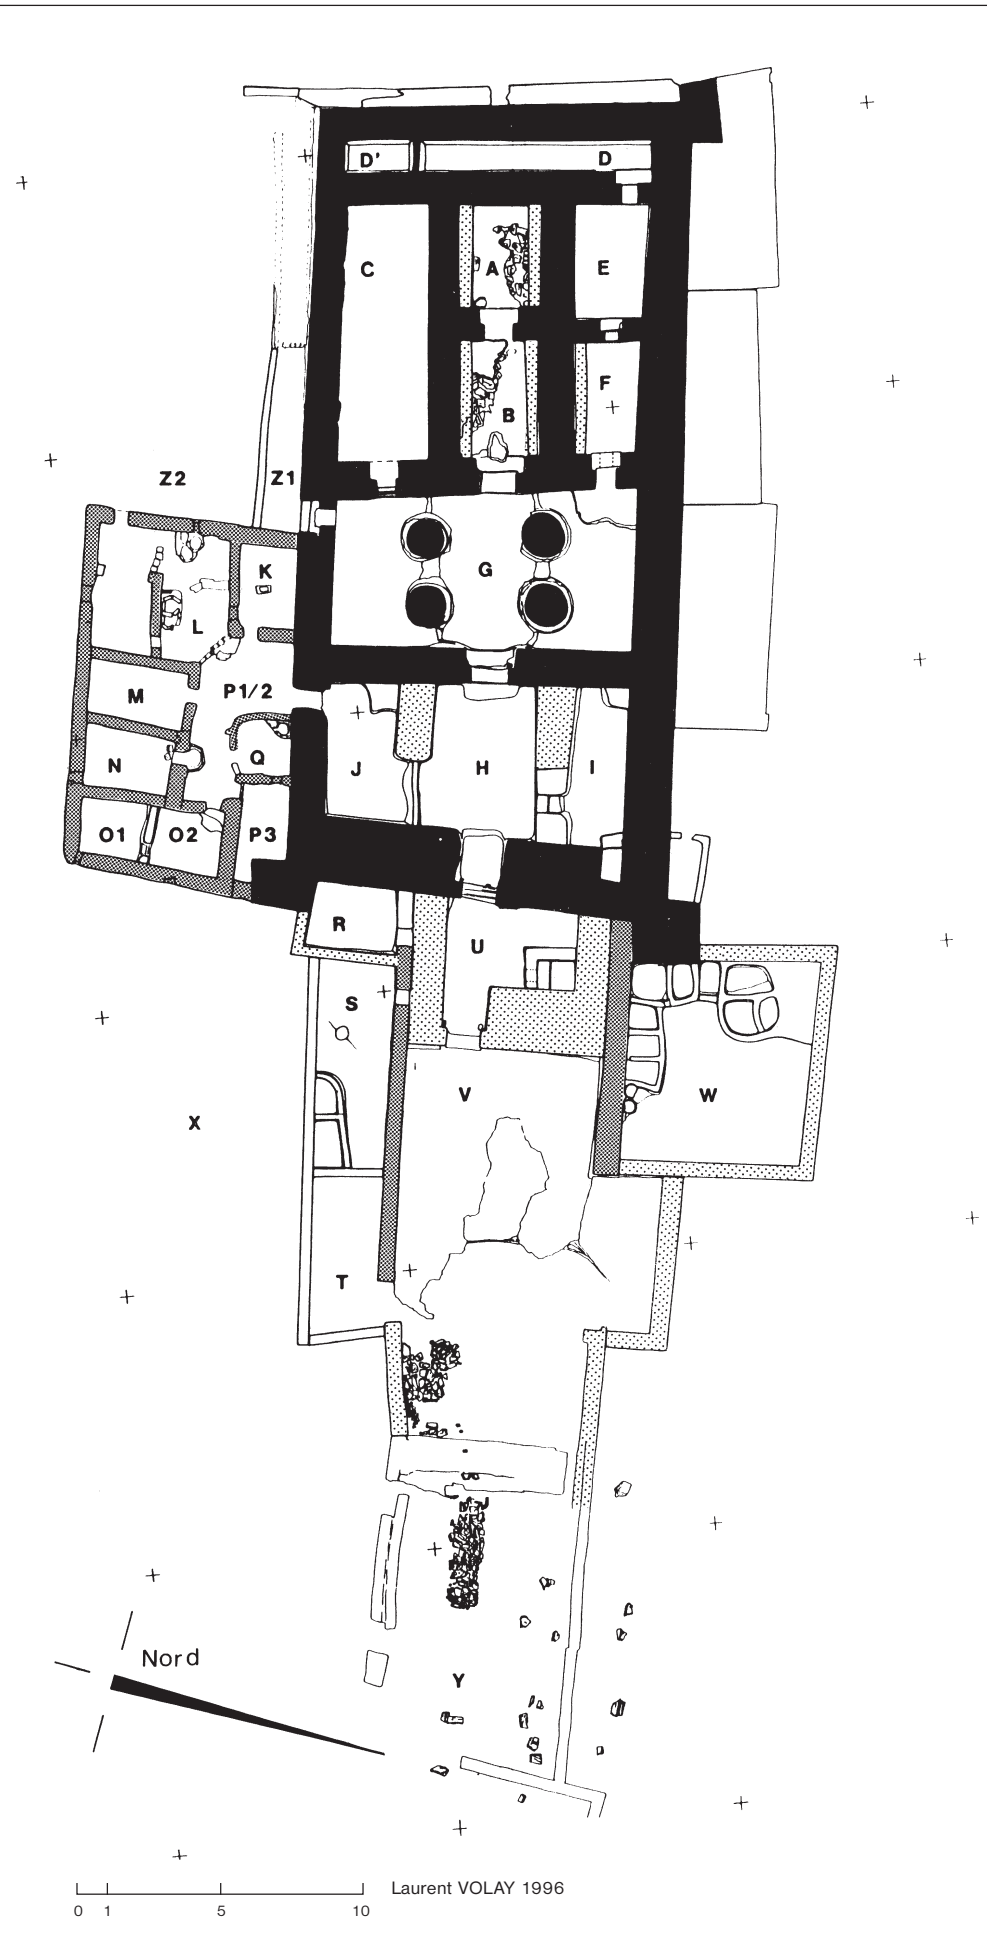 D' D
C A E
F
B
Z2 Z1
K G
L
M P1/2
N Q J H I
O1 O2 P3
R U
S
V W
X
T
Nord
Y
Laurent VOLAY 1996
0 1 5 10